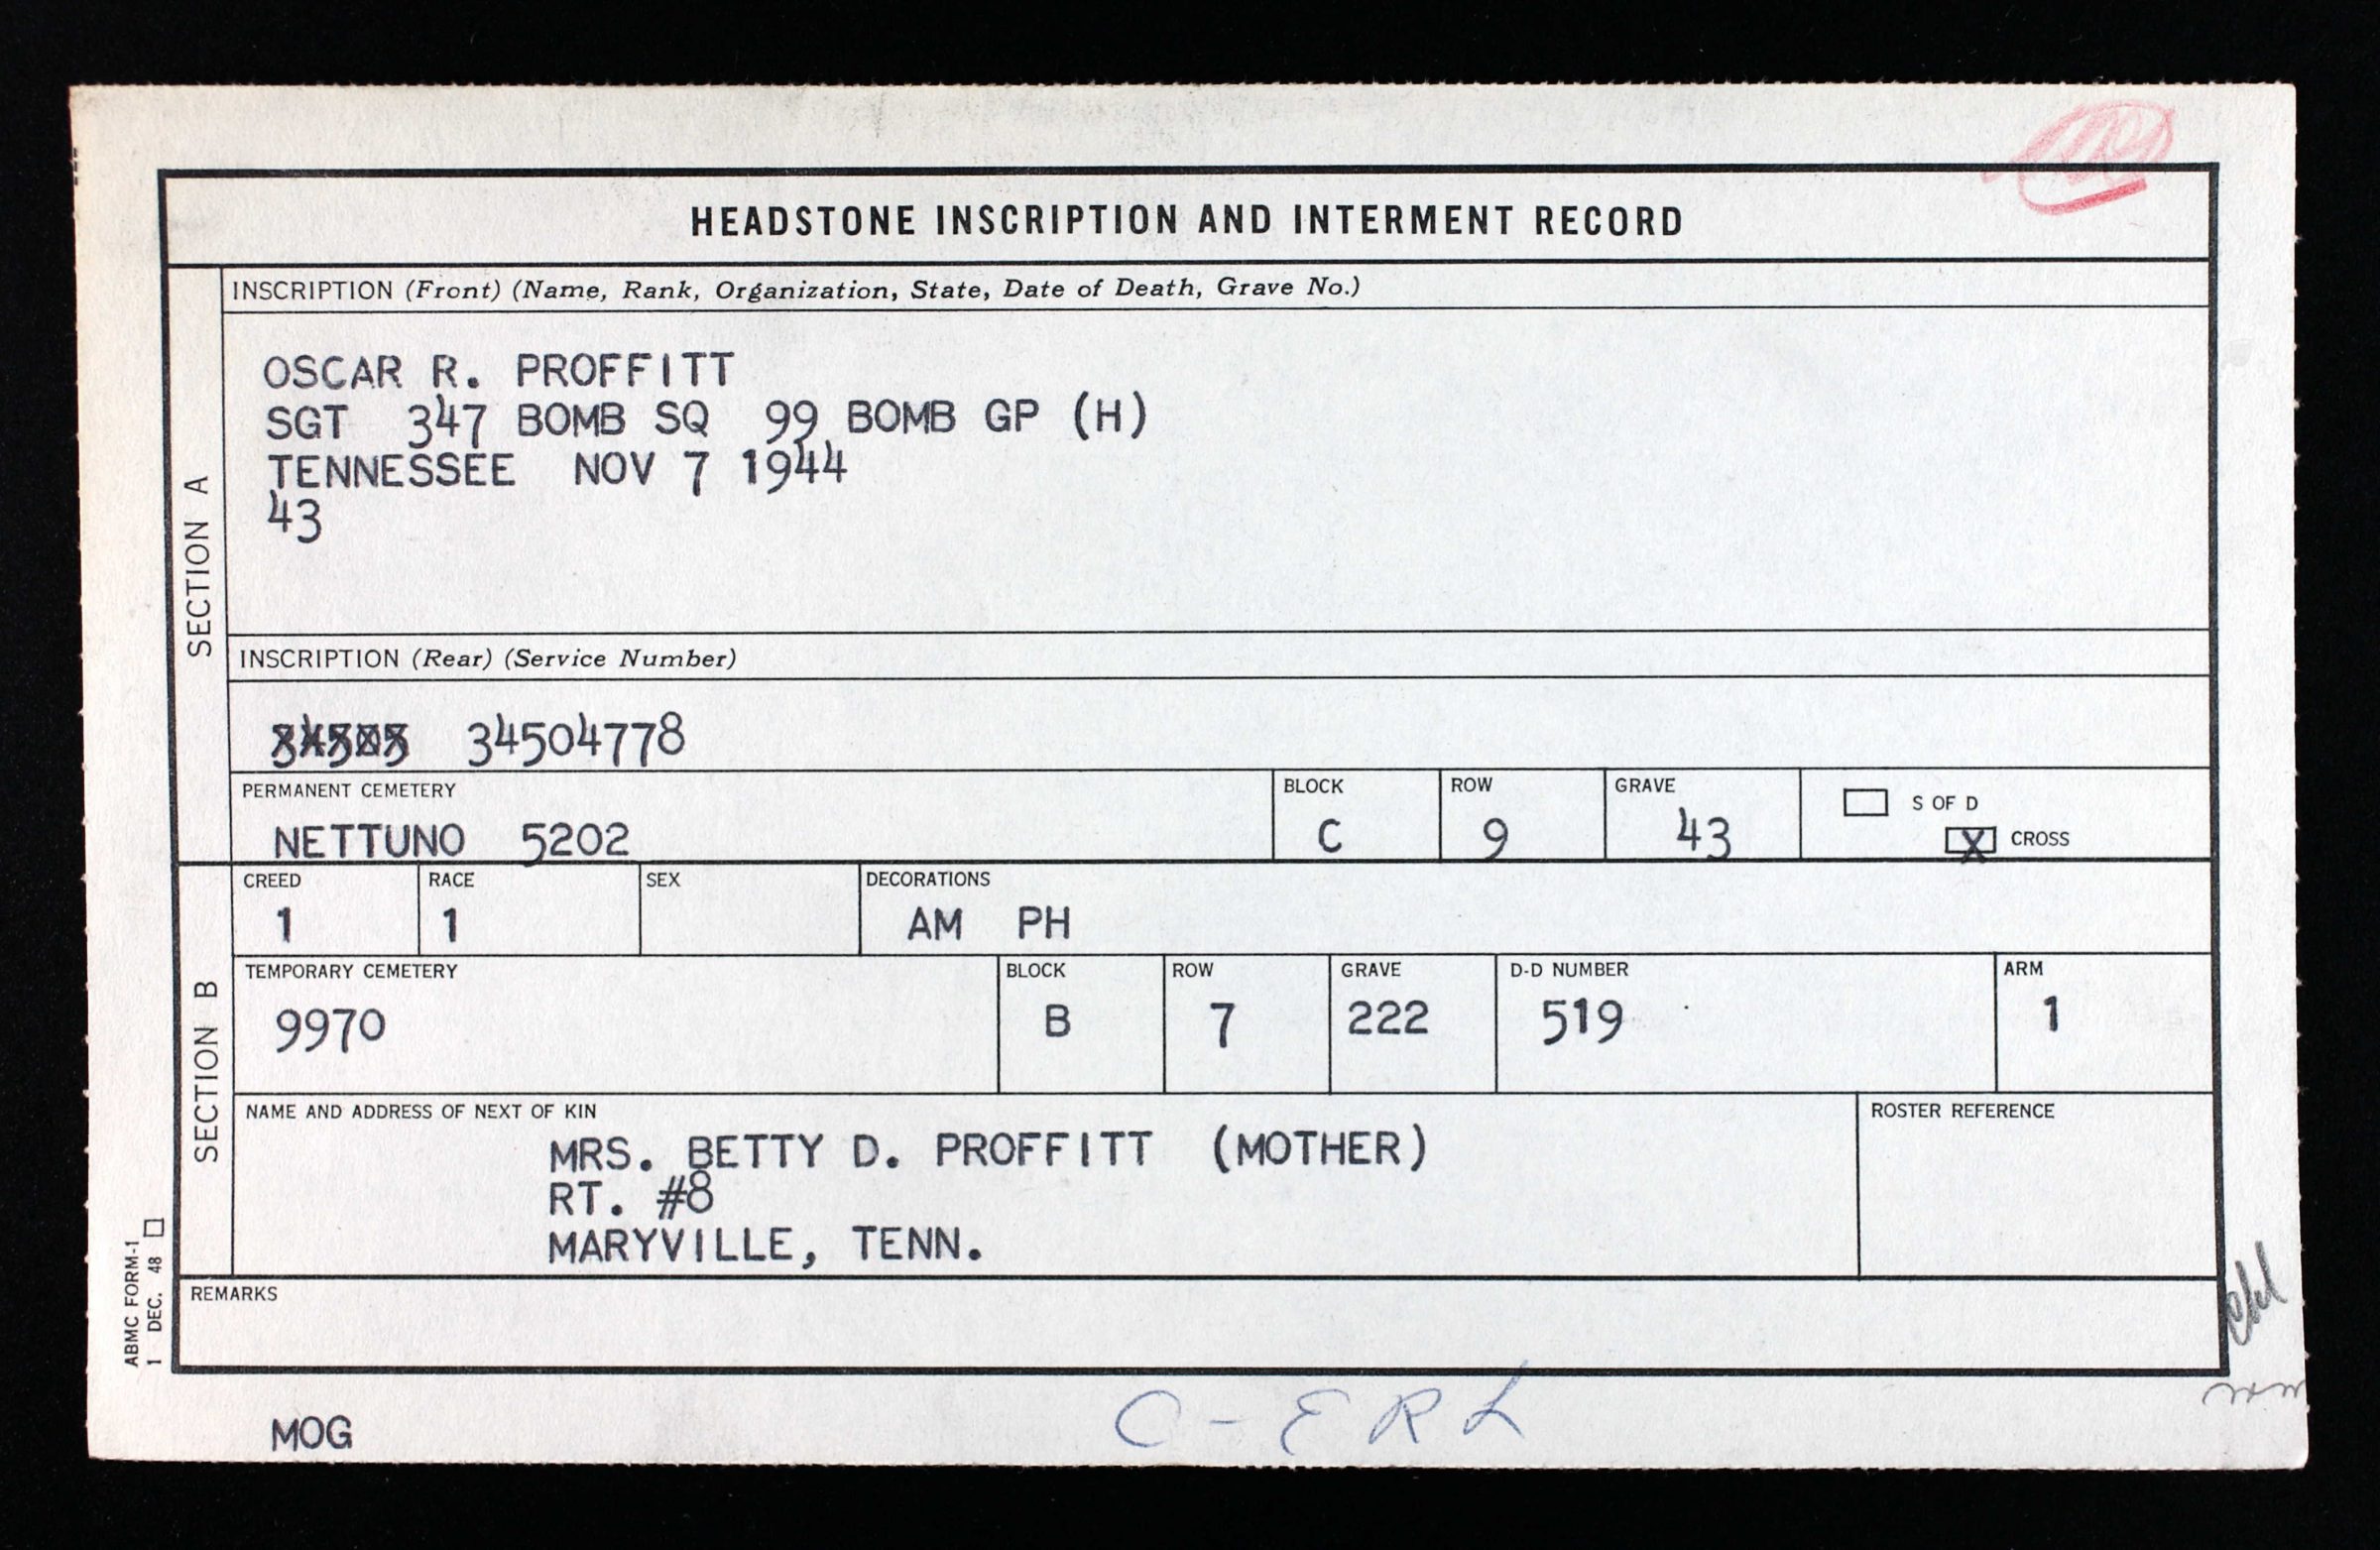 HEADSTONE INSCRIPTION AND INTERMENT RECORD
SECTION A
INSCRIPTION (Front) (Name, Rank, Organization, State, Date of Death, Grave No.)
OSCAR R. PROFFITT
SGT 347 BOMB SQ 99 BOMB GP (H)
TENNESSEE NOV 7 1944
43
INSCRIPTION (Rear) (Service Number)
34504778
PERMANENT CEMETERY BLOCK ROW GRAVE S OF D
NETTUNO 5202 C 9 43 X CROSS
SECTION B
CREED RACE SEX DECORATIONS
1 1 AM PH
TEMPORARY CEMETERY BLOCK ROW GRAVE D-D NUMBER ARM
9970 B 7 222 519 1
NAME AND ADDRESS OF NEXT OF KIN ROSTER REFERENCE
MRS. BETTY D. PROFFITT (MOTHER)
RT. #8
MARYVILLE, TENN.
REMARKS
ABMC FORM-1
1 DEC. 48
MOG
C-ERL